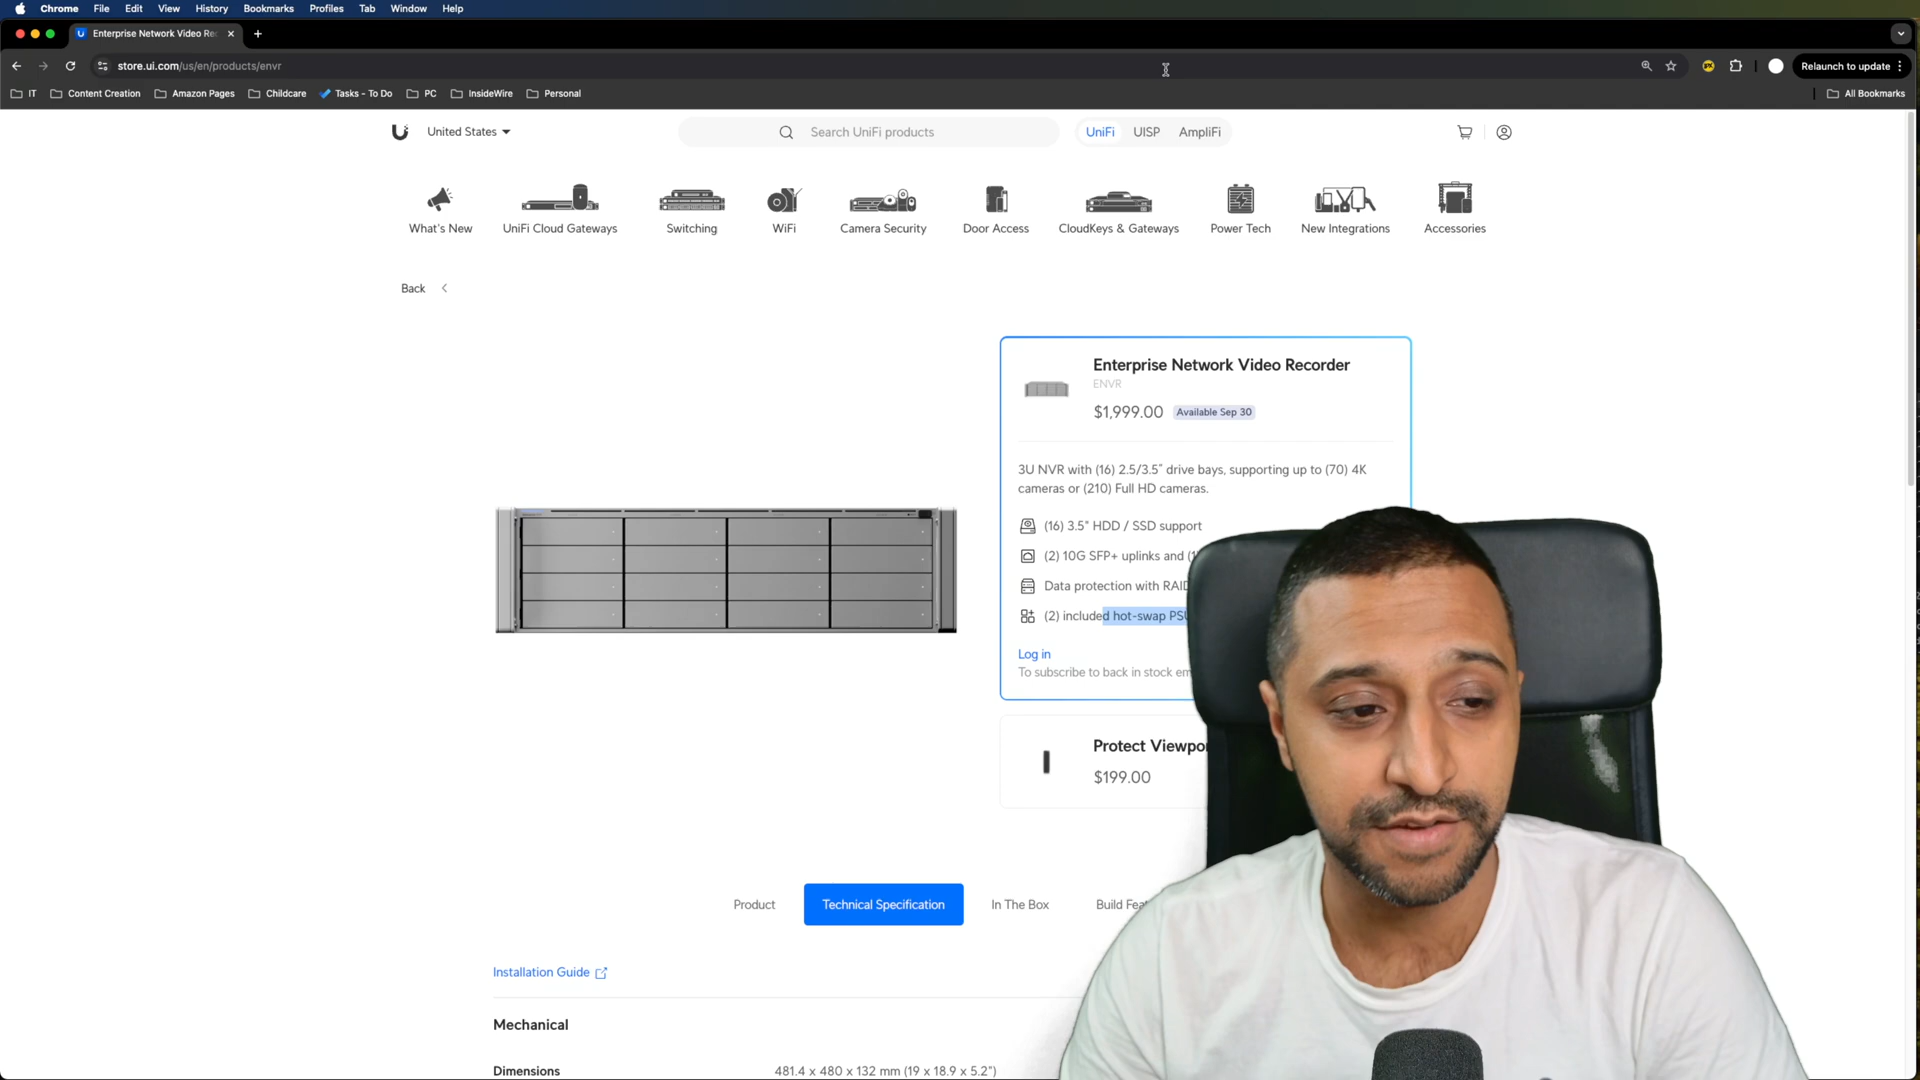 Chrome File Edit View History Bookmarks Profiles Tab Window Help
Enterprise Network Video Re
store.ui.com/us/en/products/envr
Relaunch to update
IT Content Creation Amazon Pages Childcare Tasks - To Do PC InsideWire Personal
All Bookmarks
United States
Search UniFi products
UniFi UISP AmpliFi
What's New UniFi Cloud Gateways Switching WiFi Camera Security Door Access CloudKeys & Gateways Power Tech New Integrations Accessories
Back
Enterprise Network Video Recorder
ENVR
$1,999.00 Available Sep 30
3U NVR with (16) 2.5/3.5" drive bays, supporting up to (70) 4K
cameras or (210) Full HD cameras.
(16) 3.5" HDD / SSD support
(2) 10G SFP+ uplinks and
Data protection with RAID
(2) included hot-swap PSU
Log in
To subscribe to back in stock
Protect Viewpo
$199.00
Product Technical Specification In The Box Build
Installation Guide
Mechanical
Dimensions 481.4 x 480 x 132 mm (19 x 18.9 x 5.2")